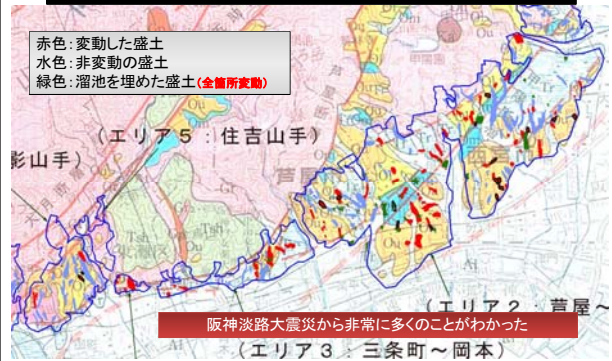 赤色：変動した盛土
水色：非変動の盛土
緑色：溜池を埋めた盛土(全箇所変動)
(エリア5：住吉山手)
影山手)
芦屋
(エリア2：芦屋～
阪神淡路大震災から非常に多くのことがわかった
(エリア3：三条町～岡本)